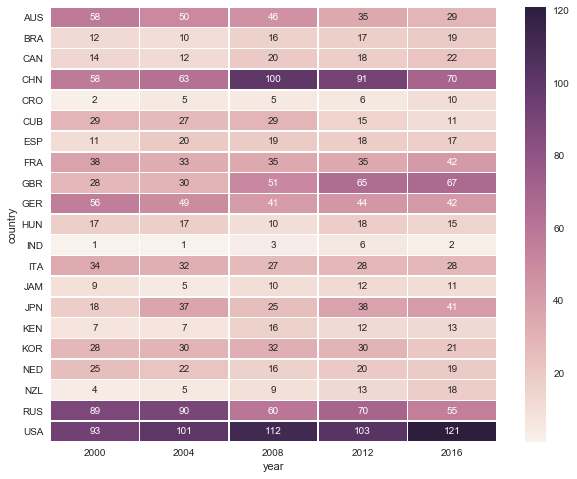 120
AUS 58 50 46 35 29
BRA 12 10 16 17 19
CAN 14 12 20 18 22
100
CHN 58 63 100 91 70
CRO 2 5 5 6 10
CUB 29 27 29 15 11
80
ESP 11 20 19 18 17
FRA 38 33 35 35 42
GBR 28 30 51 65 67
country
GER 56 49 41 44 42
60
HUN 17 17 10 18 15
IND 1 1 3 6 2
ITA 34 32 27 28 28
JAM 9 5 10 12 11
40
JPN 18 37 25 38 41
KEN 7 7 16 12 13
KOR 28 30 32 30 21
NED 25 22 16 20 19
20
NZL 4 5 9 13 18
RUS 89 90 60 70 55
USA 93 101 112 103 121
2000 2004 2008 2012 2016
year